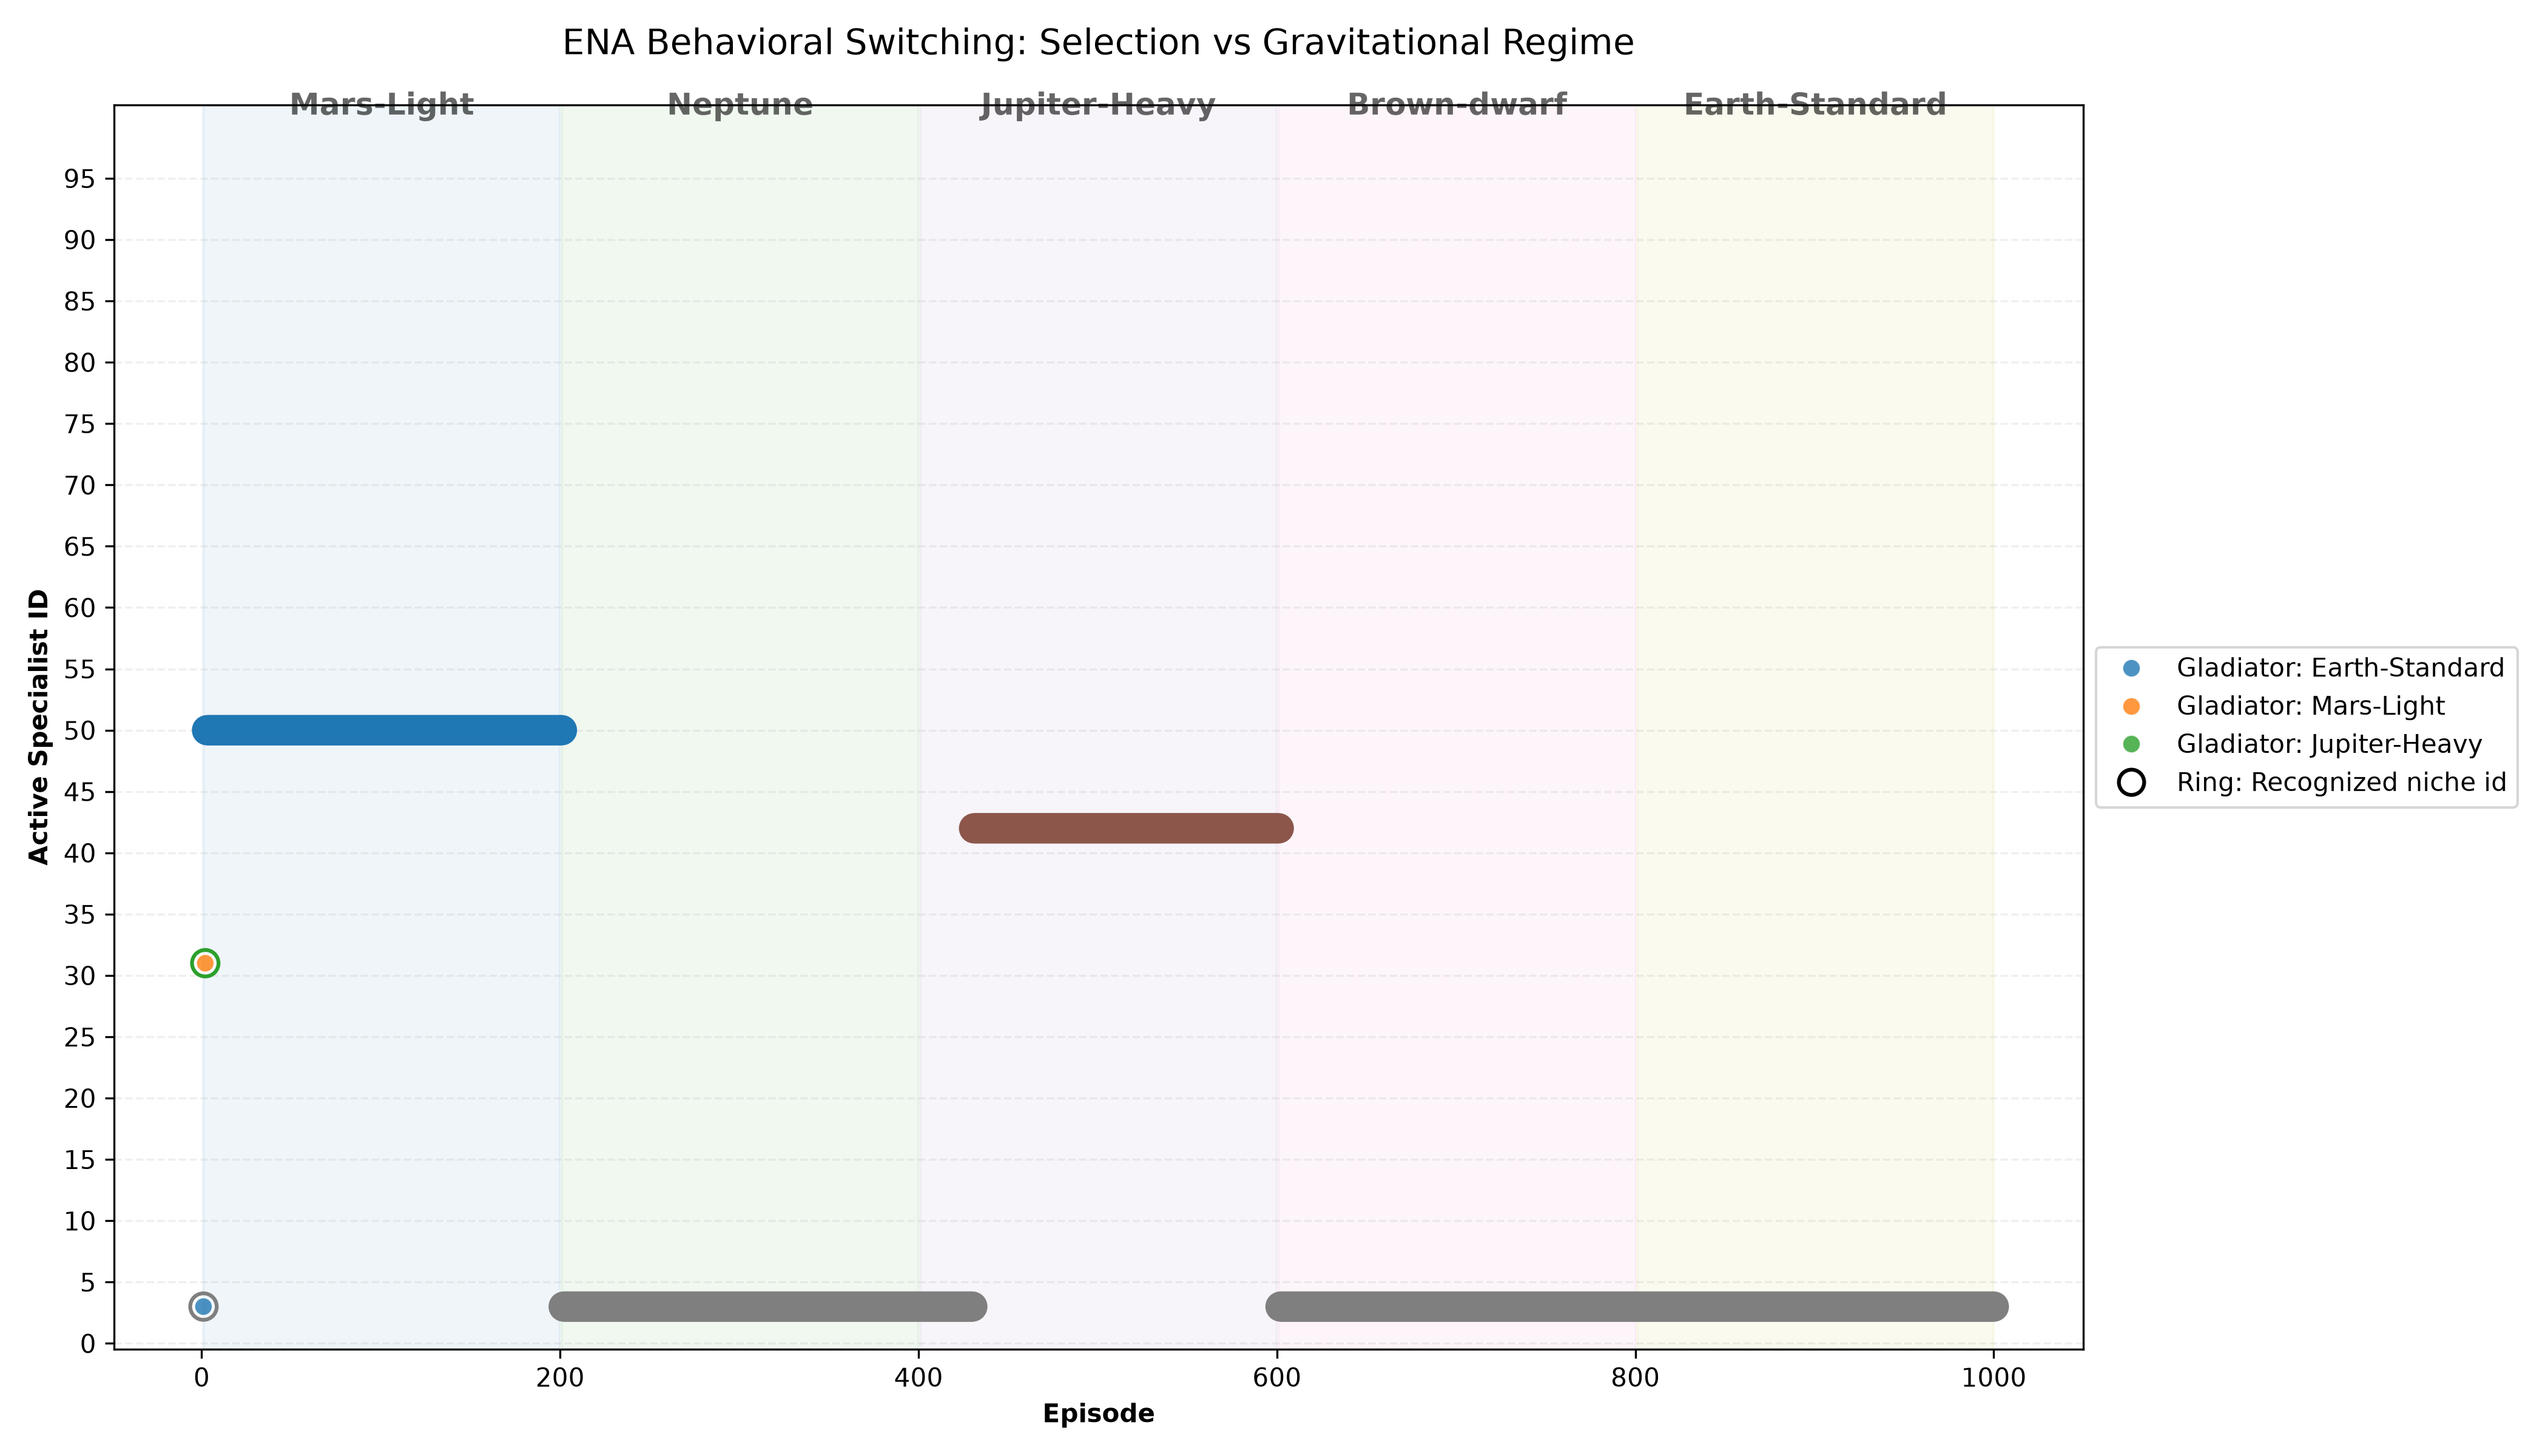 ENA Behavioral Switching: Selection vs Gravitational Regime
Mars-Light Neptune Jupiter-Heavy Brown-dwarf Earth-Standard
95
90
85
80
75
70
65
60
55
50
45
40
35
30
25
20
15
10
5
0
Active Specialist ID
0 200 400 600 800 1000
Episode
Gladiator: Earth-Standard
Gladiator: Mars-Light
Gladiator: Jupiter-Heavy
Ring: Recognized niche id